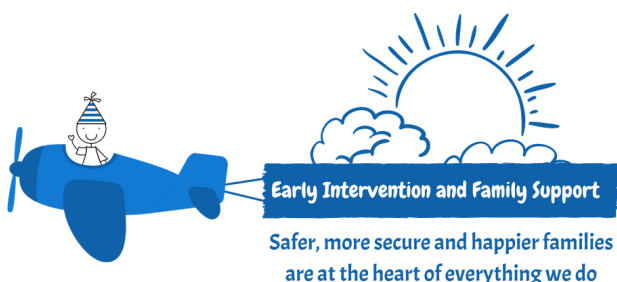 Early Intervention and Family Support
Safer, more secure and happier families
are at the heart of everything we do